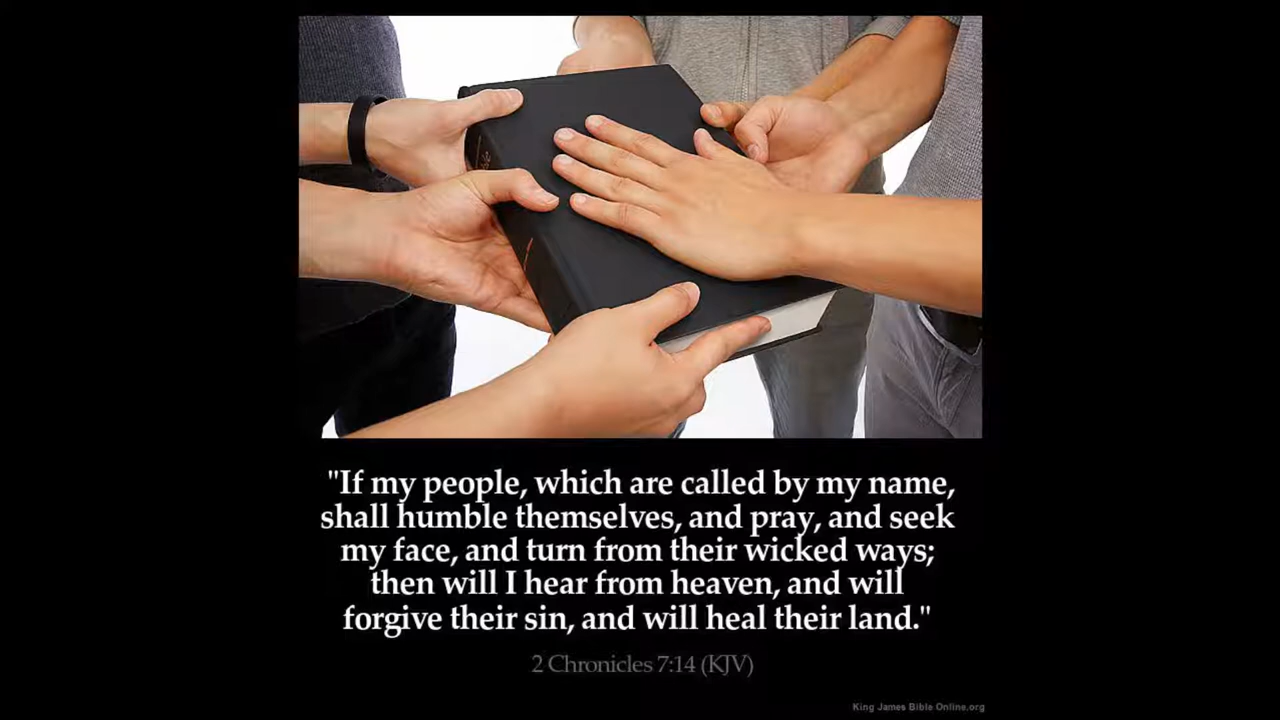 "If my people, which are called by my name,
shall humble themselves, and pray, and seek
my face, and turn from their wicked ways;
then will I hear from heaven, and will
forgive their sin, and will heal their land."
2 Chronicles 7:14 (KJV)
King James Bible Online.org